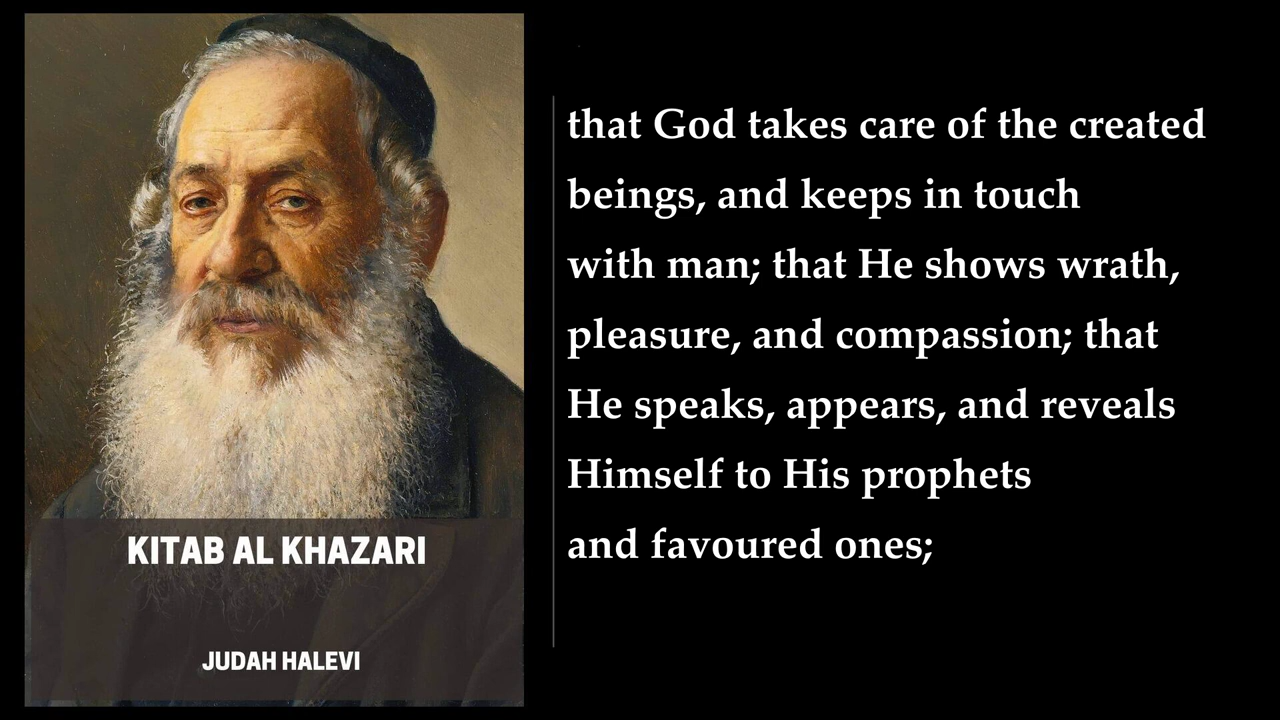 KITAB AL KHAZARI
JUDAH HALEVI
that God takes care of the created
beings, and keeps in touch
with man; that He shows wrath,
pleasure, and compassion; that
He speaks, appears, and reveals
Himself to His prophets
and favoured ones;